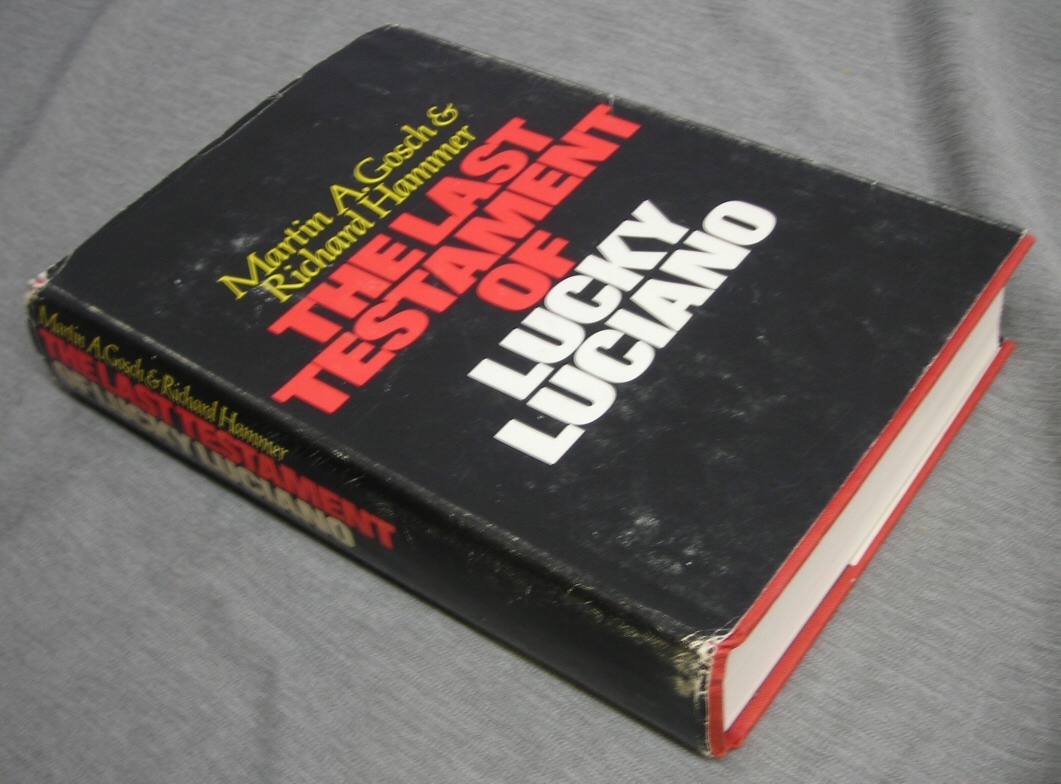 Martin A. Gosch &
Richard Hammer
THE LAST
TESTAMENT
OF
LUCKY
LUCIANO
Martin A. Gosch & Richard Hammer
THE LAST TESTAMENT
OF LUCKY LUCIANO